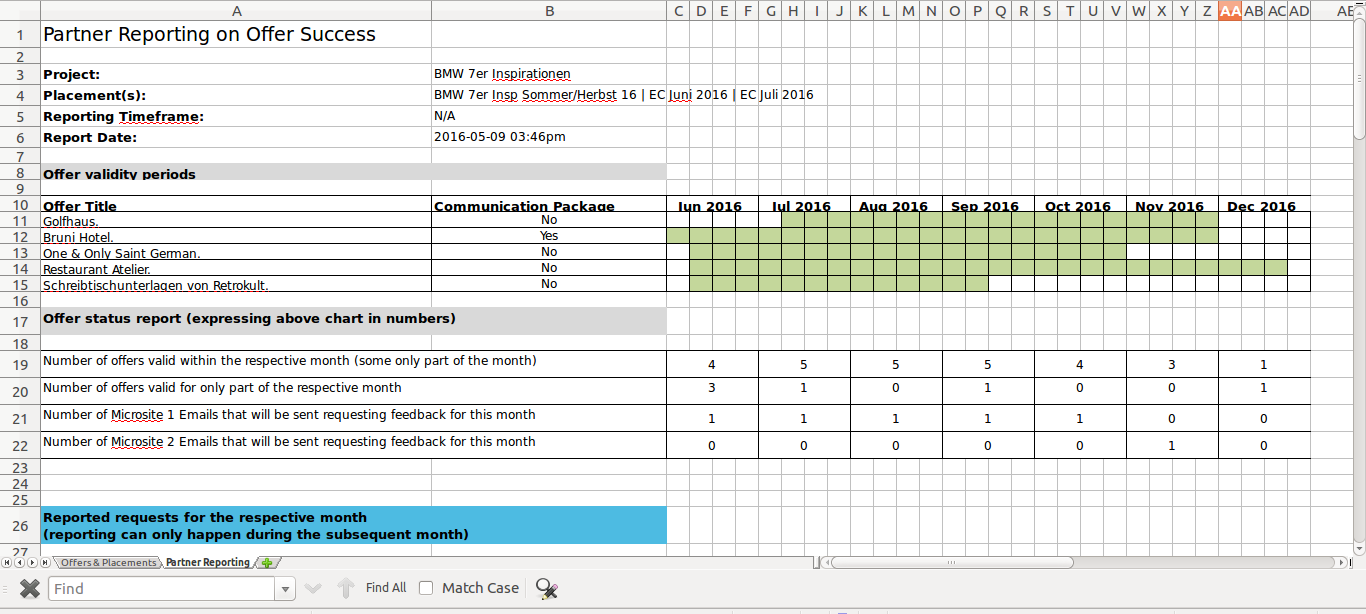 A B C D E F G H I J K L M N O P Q R S T U V W X Y Z AA AB AC AD AE
1 Partner Reporting on Offer Success
2
3 Project: BMW 7er Inspirationen
4 Placement(s): BMW 7er Insp Sommer/Herbst 16 | EC Juni 2016 | EC Juli 2016
5 Reporting Timeframe: N/A
6 Report Date: 2016-05-09 03:46pm
7
8 Offer validity periods
9
10 Offer Title Communication Package Jun 2016 Jul 2016 Aug 2016 Sep 2016 Oct 2016 Nov 2016 Dec 2016
11 Golfhaus. No
12 Bruni Hotel. Yes
13 One & Only Saint German. No
14 Restaurant Atelier. No
15 Schreibtischunterlagen von Retrokult. No
16
17 Offer status report (expressing above chart in numbers)
18
19 Number of offers valid within the respective month (some only part of the month) 4 5 5 5 4 3 1
20 Number of offers valid for only part of the respective month 3 1 0 1 0 0 1
21 Number of Microsite 1 Emails that will be sent requesting feedback for this month 1 1 1 1 1 0 0
22 Number of Microsite 2 Emails that will be sent requesting feedback for this month 0 0 0 0 0 1 0
23
24
25
26 Reported requests for the respective month
(reporting can only happen during the subsequent month)
27
Offers & Placements Partner Reporting
Find Find All Match Case